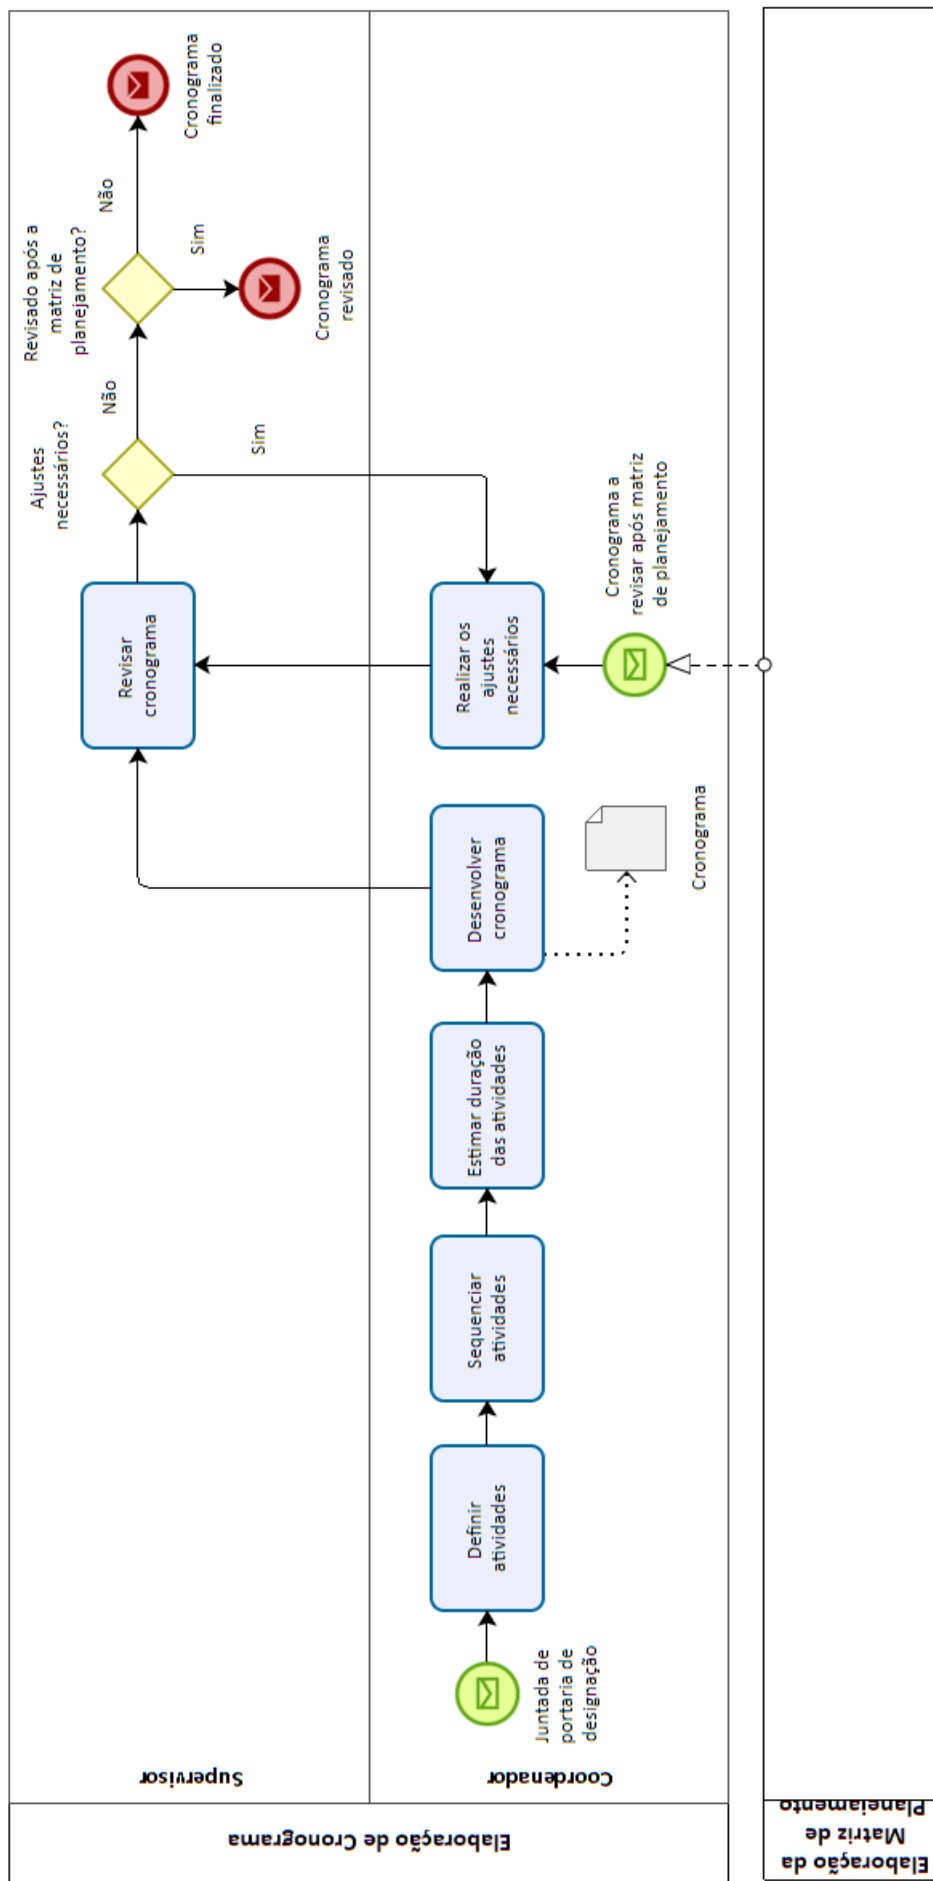 Elaboração de Cronograma
Supervisor
Coordenador
Juntada de
portaria de
designação
Definir
atividades
Sequenciar
atividades
Estimar duração
das atividades
Desenvolver
cronograma
Cronograma
Realizar os
ajustes
necessários
Cronograma a
revisar após matriz
de planejamento
Revisar
cronograma
Ajustes
necessários?
Sim
Não
Revisado após a
matriz de
planejamento?
Sim
Cronograma
revisado
Não
Cronograma
finalizado
Elaboração da
Matriz de
Planejamento